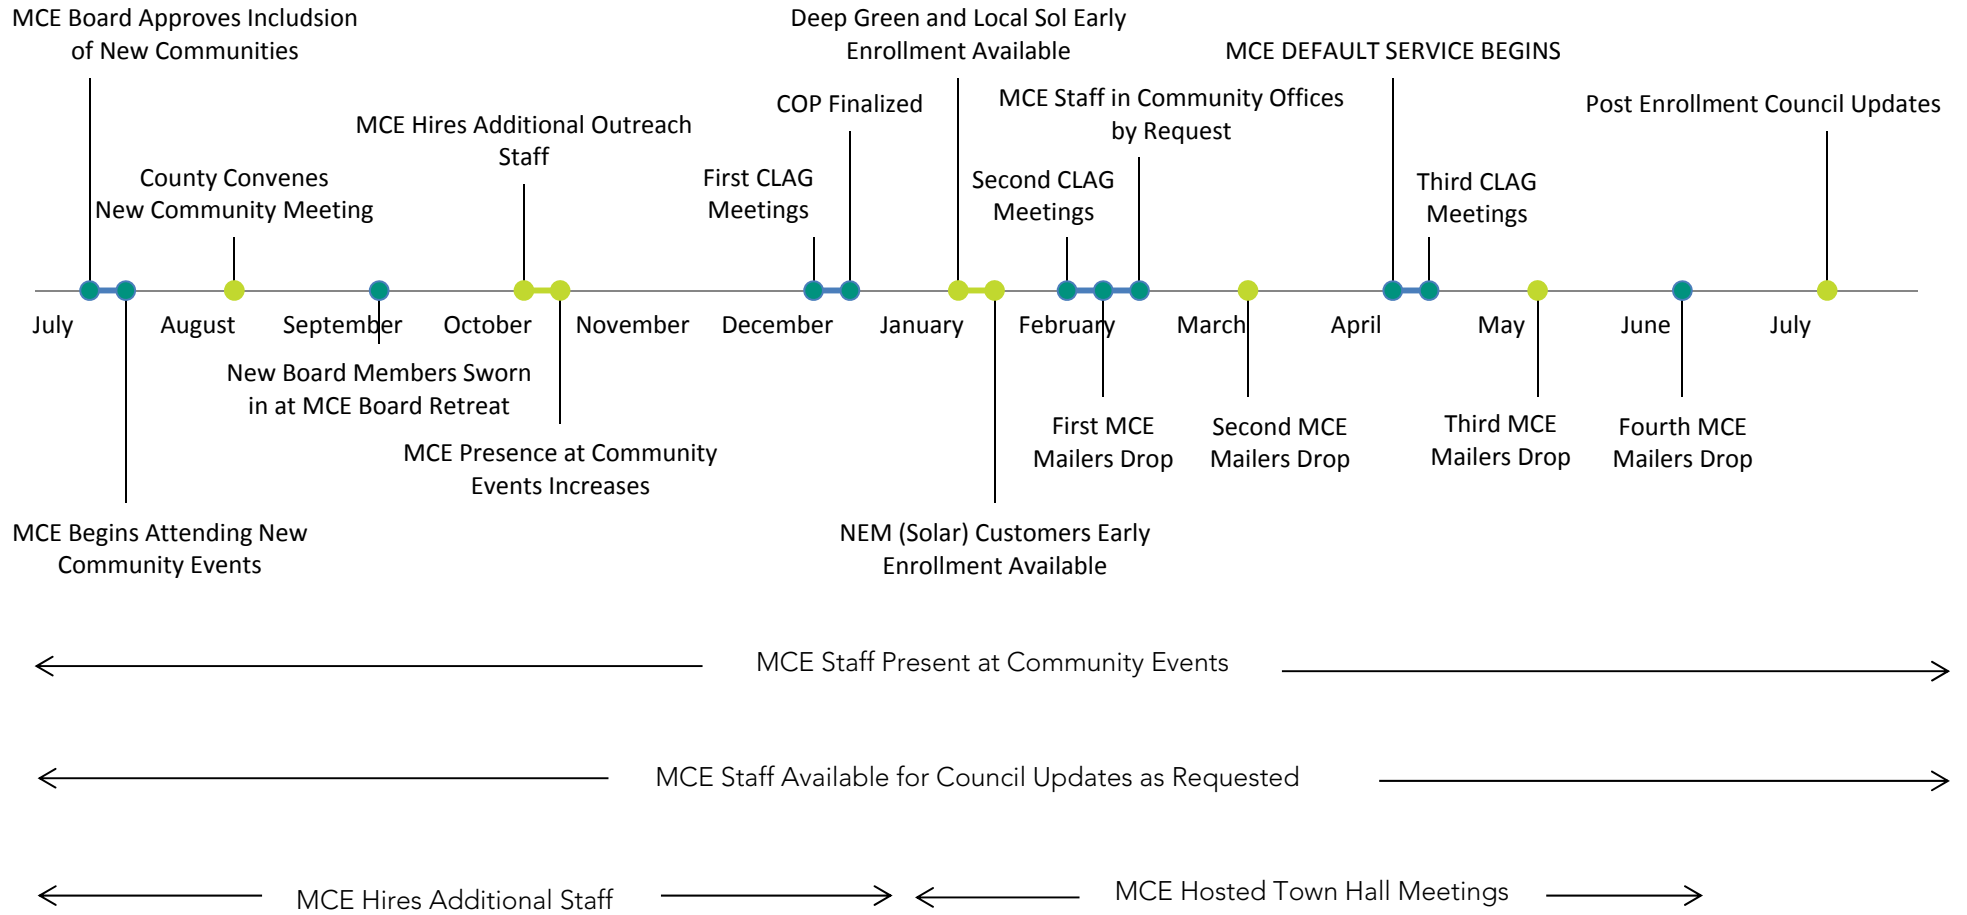 MCE Board Approves Includsion
of New Communities
Deep Green and Local Sol Early
Enrollment Available
MCE DEFAULT SERVICE BEGINS
COP Finalized
MCE Staff in Community Offices
by Request
Post Enrollment Council Updates
MCE Hires Additional Outreach
Staff
County Convenes
New Community Meeting
First CLAG
Meetings
Second CLAG
Meetings
Third CLAG
Meetings
July August September October November December January February March April May June July
New Board Members Sworn
in at MCE Board Retreat
MCE Presence at Community
Events Increases
First MCE
Mailers Drop
Second MCE
Mailers Drop
Third MCE
Mailers Drop
Fourth MCE
Mailers Drop
MCE Begins Attending New
Community Events
NEM (Solar) Customers Early
Enrollment Available
MCE Staff Present at Community Events
MCE Staff Available for Council Updates as Requested
MCE Hires Additional Staff
MCE Hosted Town Hall Meetings